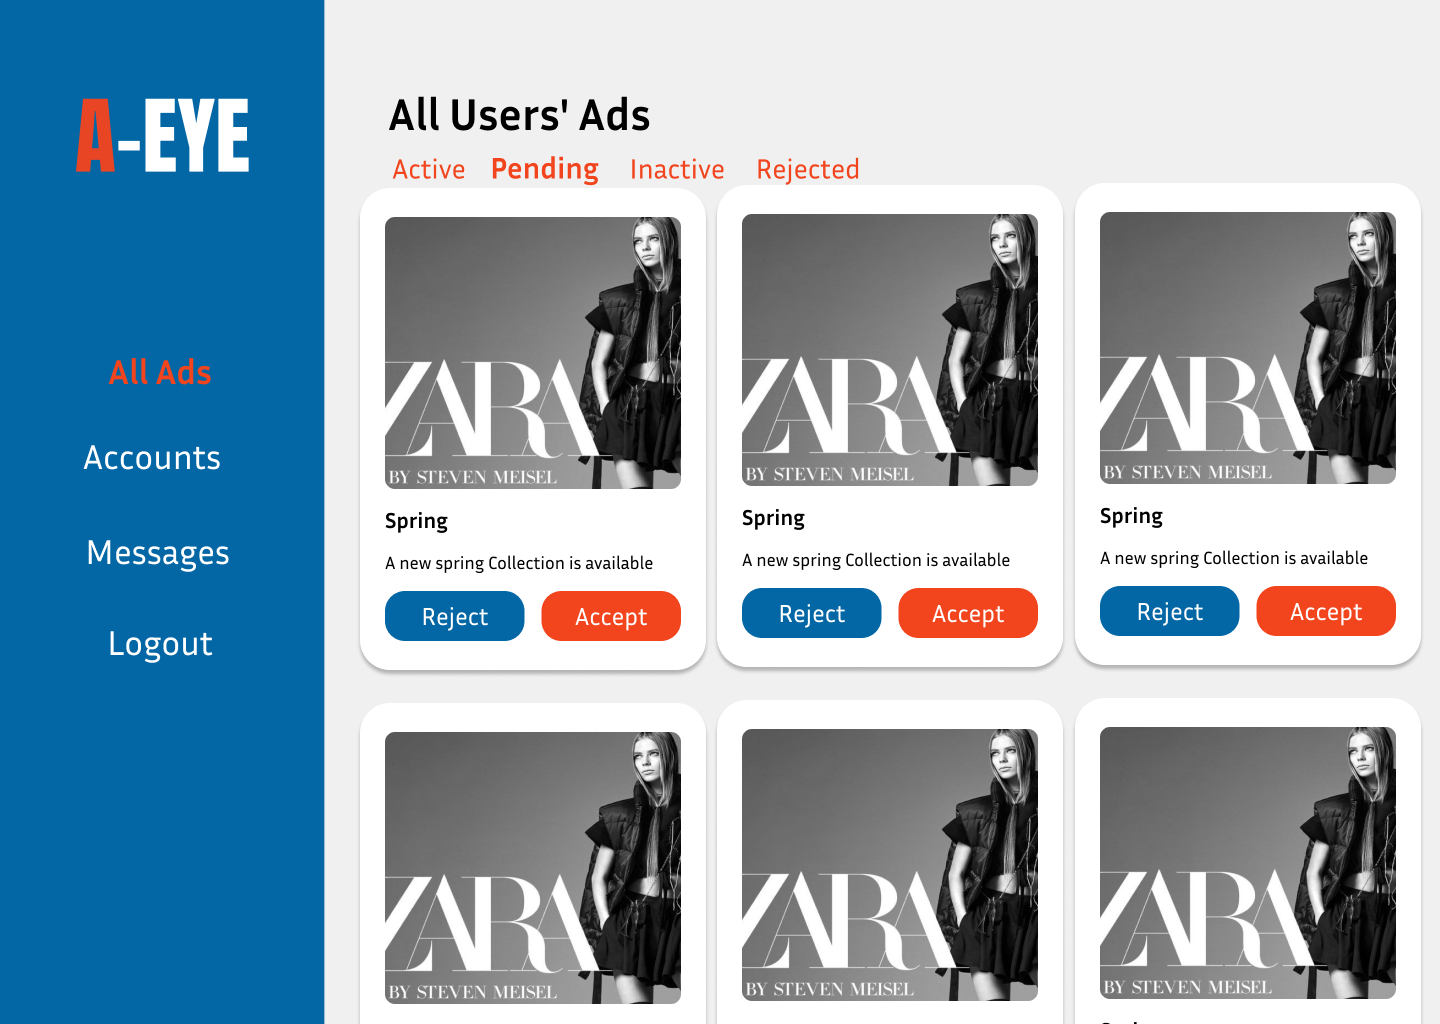 A-EYE
All Ads
Accounts
Messages
Logout
All Users' Ads
Active Pending Inactive Rejected
ZARA
BY STEVEN MEISEL
Spring
A new spring Collection is available
Reject Accept
ZARA
BY STEVEN MEISEL
Spring
A new spring Collection is available
Reject Accept
ZARA
BY STEVEN MEISEL
Spring
A new spring Collection is available
Reject Accept
ZARA
BY STEVEN MEISEL
ZARA
BY STEVEN MEISEL
ZARA
BY STEVEN MEISEL